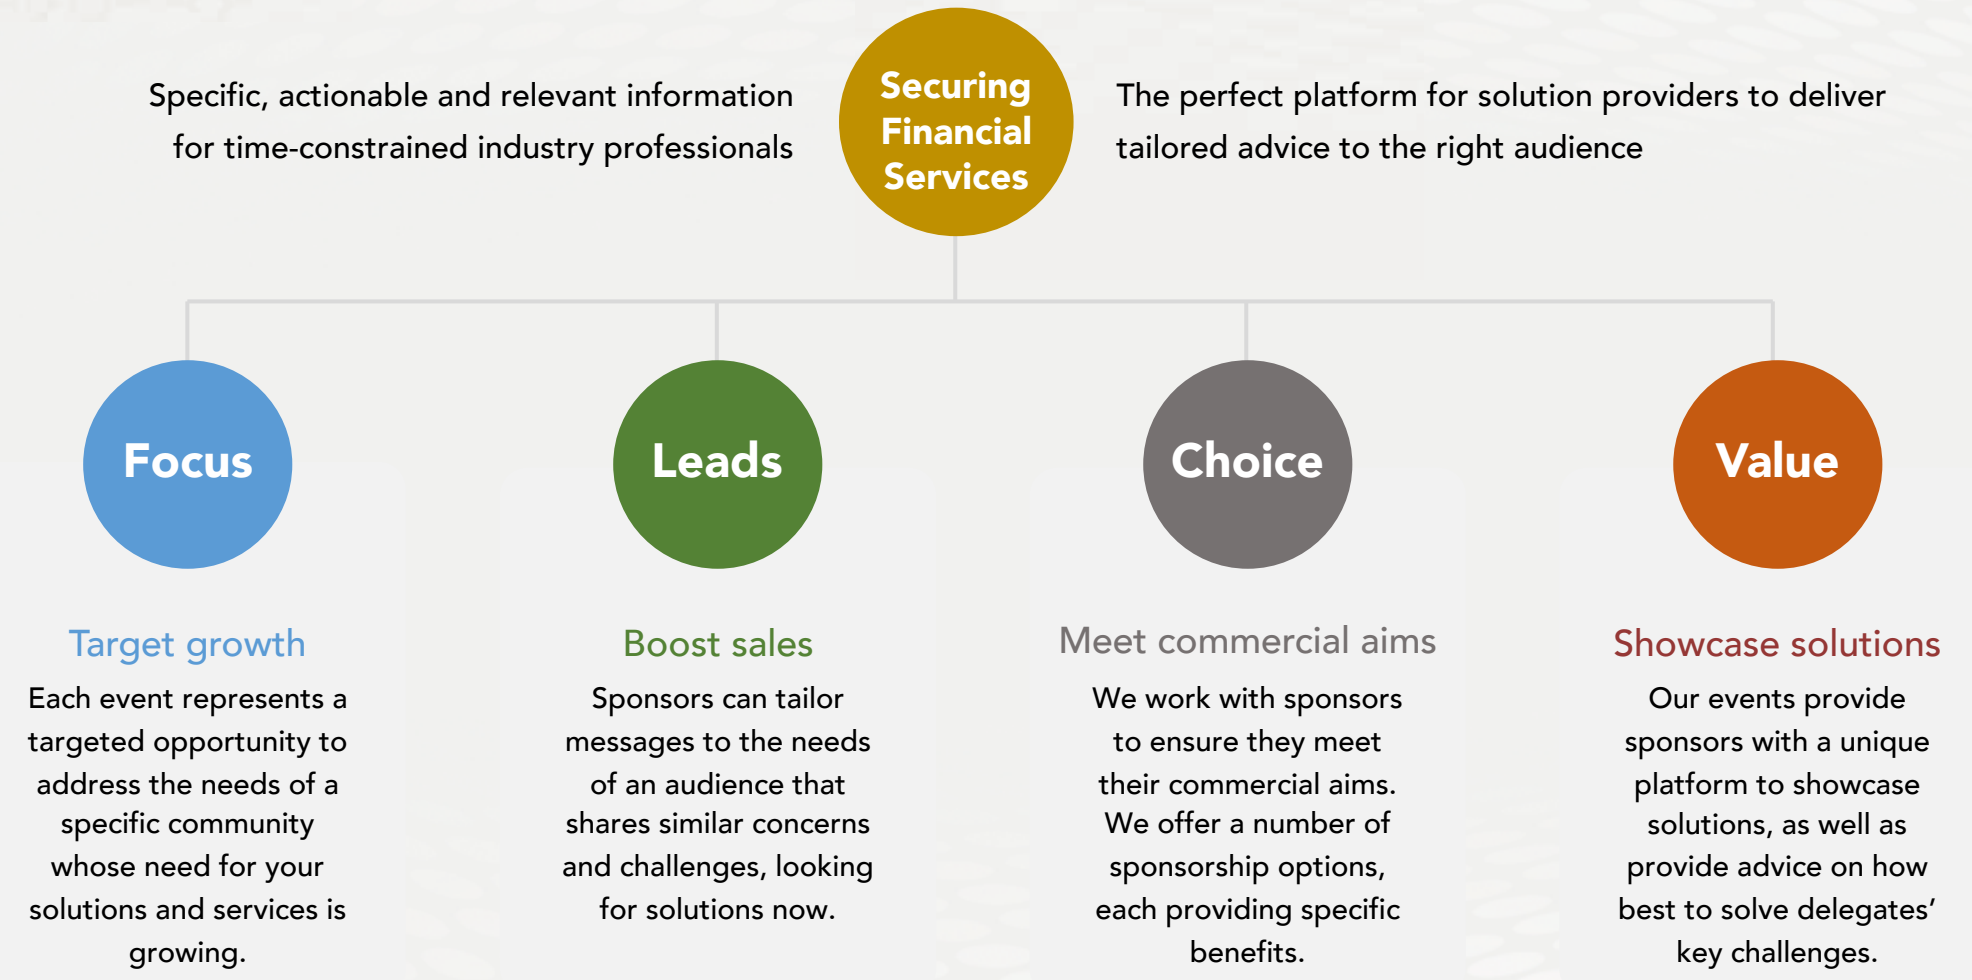 Specific, actionable and relevant information
for time-constrained industry professionals
Securing
Financial
Services
The perfect platform for solution providers to deliver
tailored advice to the right audience
Focus
Target growth
Each event represents a
targeted opportunity to
address the needs of a
specific community
whose need for your
solutions and services is
growing.
Leads
Boost sales
Sponsors can tailor
messages to the needs
of an audience that
shares similar concerns
and challenges, looking
for solutions now.
Choice
Meet commercial aims
We work with sponsors
to ensure they meet
their commercial aims.
We offer a number of
sponsorship options,
each providing specific
benefits.
Value
Showcase solutions
Our events provide
sponsors with a unique
platform to showcase
solutions, as well as
provide advice on how
best to solve delegates’
key challenges.